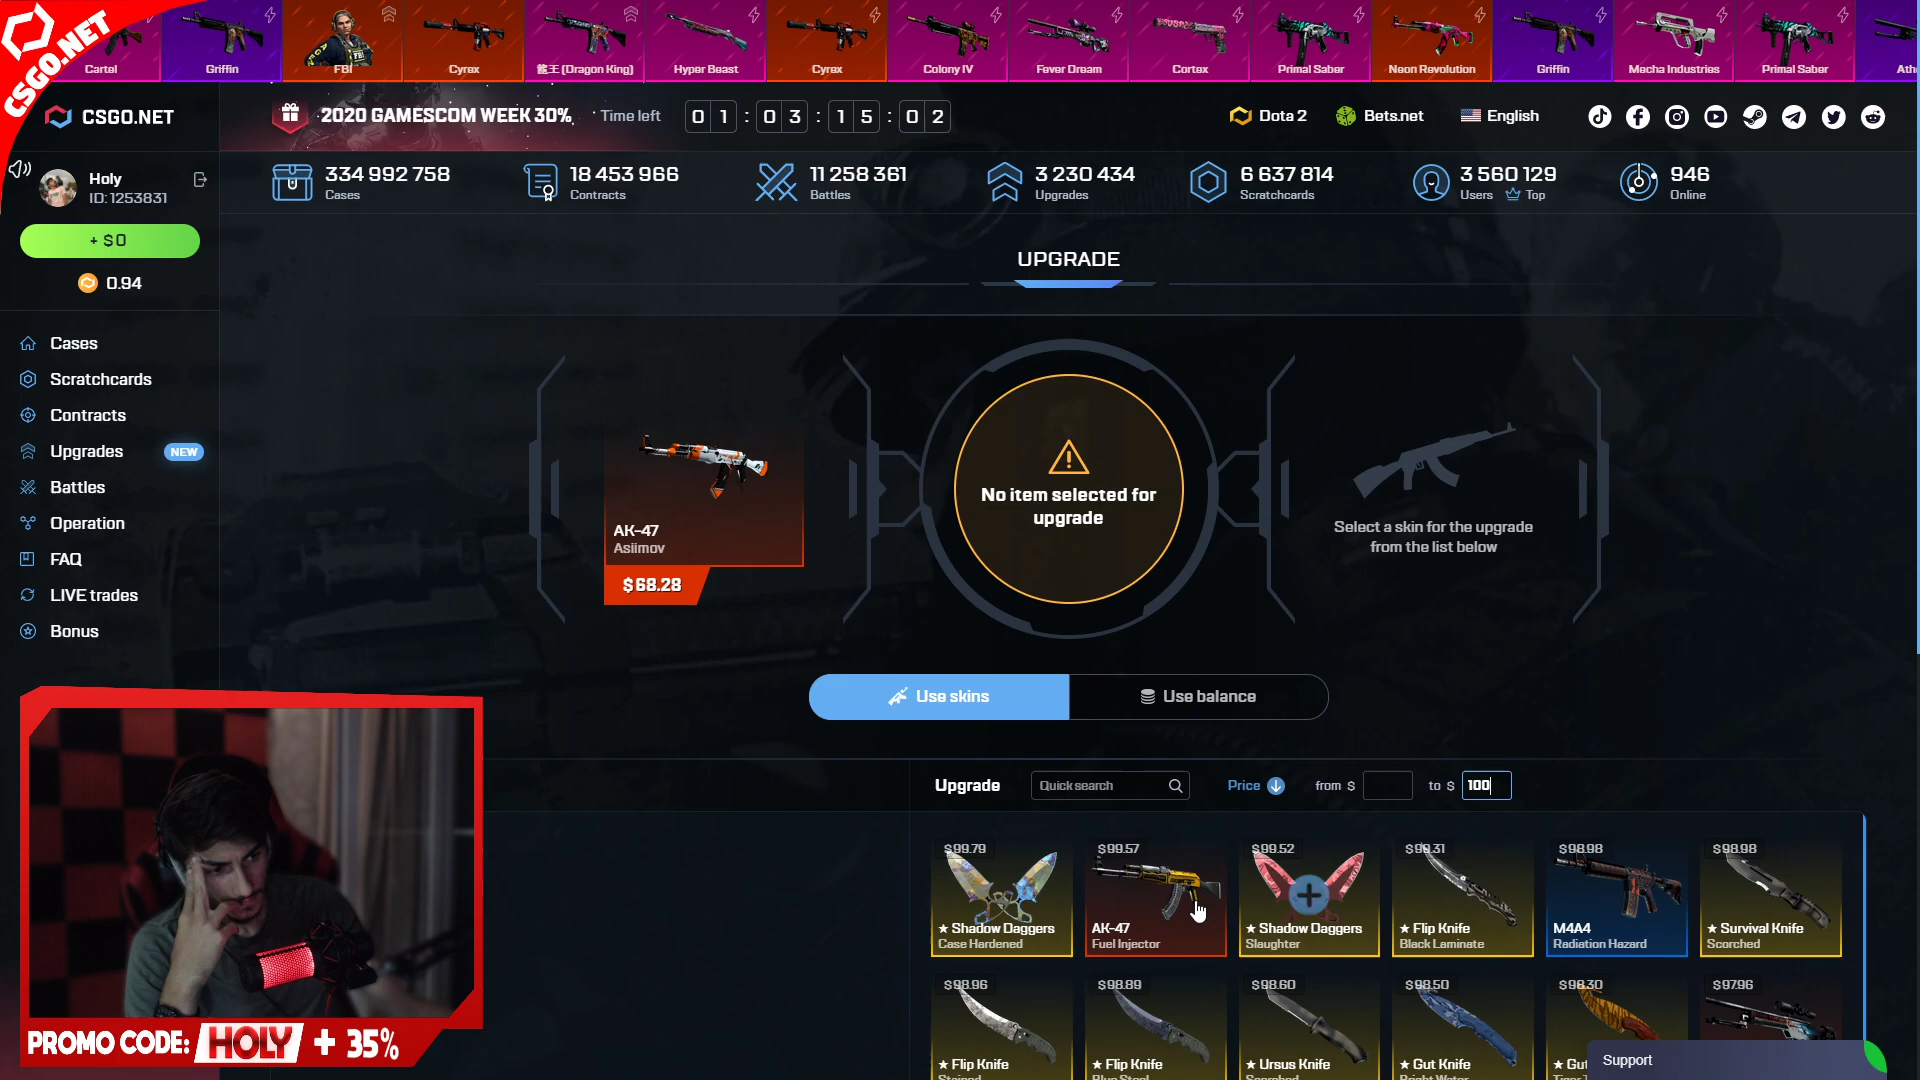 CSGO.NET
Cartel
Griffin
FBI
Cyrex
龍王 (Dragon King)
Hyper Beast
Cyrex
Colony IV
Fever Dream
Cortex
Primal Saber
Neon Revolution
Griffin
Mecha Industries
Primal Saber
CSGO.NET
2020 GAMESCOM WEEK 30%
Time left
0 1 : 0 3 : 1 5 : 0 2
Dota 2
Bets.net
English
Holy
ID: 1253831
+ $0
0.94
334 992 758
Cases
18 453 966
Contracts
11 258 361
Battles
3 230 434
Upgrades
6 637 814
Scratchcards
3 560 129
Users
Top
946
Online
Cases
Scratchcards
Contracts
Upgrades
NEW
Battles
Operation
FAQ
LIVE trades
Bonus
UPGRADE
AK-47
Asiimov
$68.28
No item selected for
upgrade
Select a skin for the upgrade
from the list below
Use skins
Use balance
Upgrade
Quick search
Price
from $
to $ 100
$99.79
★ Shadow Daggers
Case Hardened
$99.57
AK-47
Fuel Injector
$99.52
★ Shadow Daggers
Slaughter
$99.31
★ Flip Knife
Black Laminate
$98.98
M4A4
Radiation Hazard
$98.98
★ Survival Knife
Scorched
$98.96
★ Flip Knife
$98.89
★ Flip Knife
$98.60
★ Ursus Knife
$98.50
★ Gut Knife
$98.30
★ Gut
$97.96
Support
PROMO CODE: HOLY + 35%